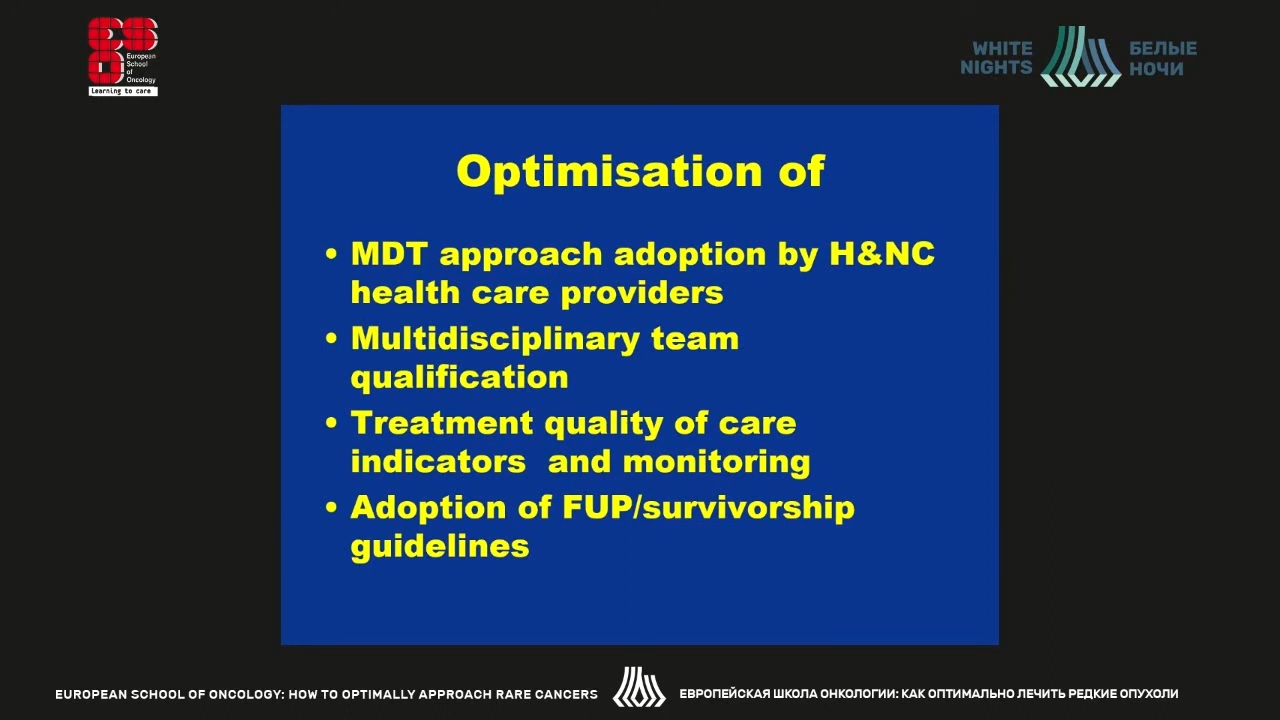 European
School
of
Oncology
Learning to care
WHITE
NIGHTS
БЕЛЫЕ
НОЧИ
Optimisation of
• MDT approach adoption by H&NC
health care providers
• Multidisciplinary team
qualification
• Treatment quality of care
indicators  and monitoring
• Adoption of FUP/survivorship
guidelines
EUROPEAN SCHOOL OF ONCOLOGY: HOW TO OPTIMALLY APPROACH RARE CANCERS
ЕВРОПЕЙСКАЯ ШКОЛА ОНКОЛОГИИ: КАК ОПТИМАЛЬНО ЛЕЧИТЬ РЕДКИЕ ОПУХОЛИ